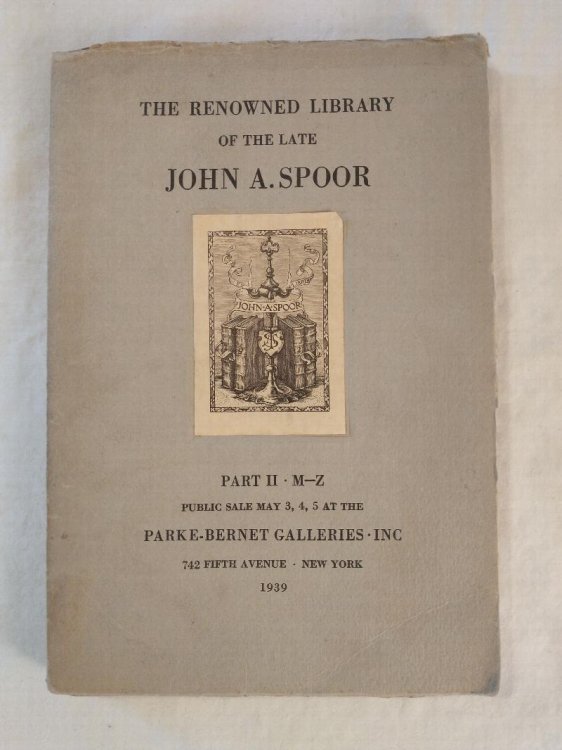 THE RENOWNED LIBRARY
OF THE LATE
JOHN A. SPOOR
JOHN·A·SPOOR
PART II · M–Z
PUBLIC SALE MAY 3, 4, 5 AT THE
PARKE-BERNET GALLERIES · INC
742 FIFTH AVENUE · NEW YORK
1939